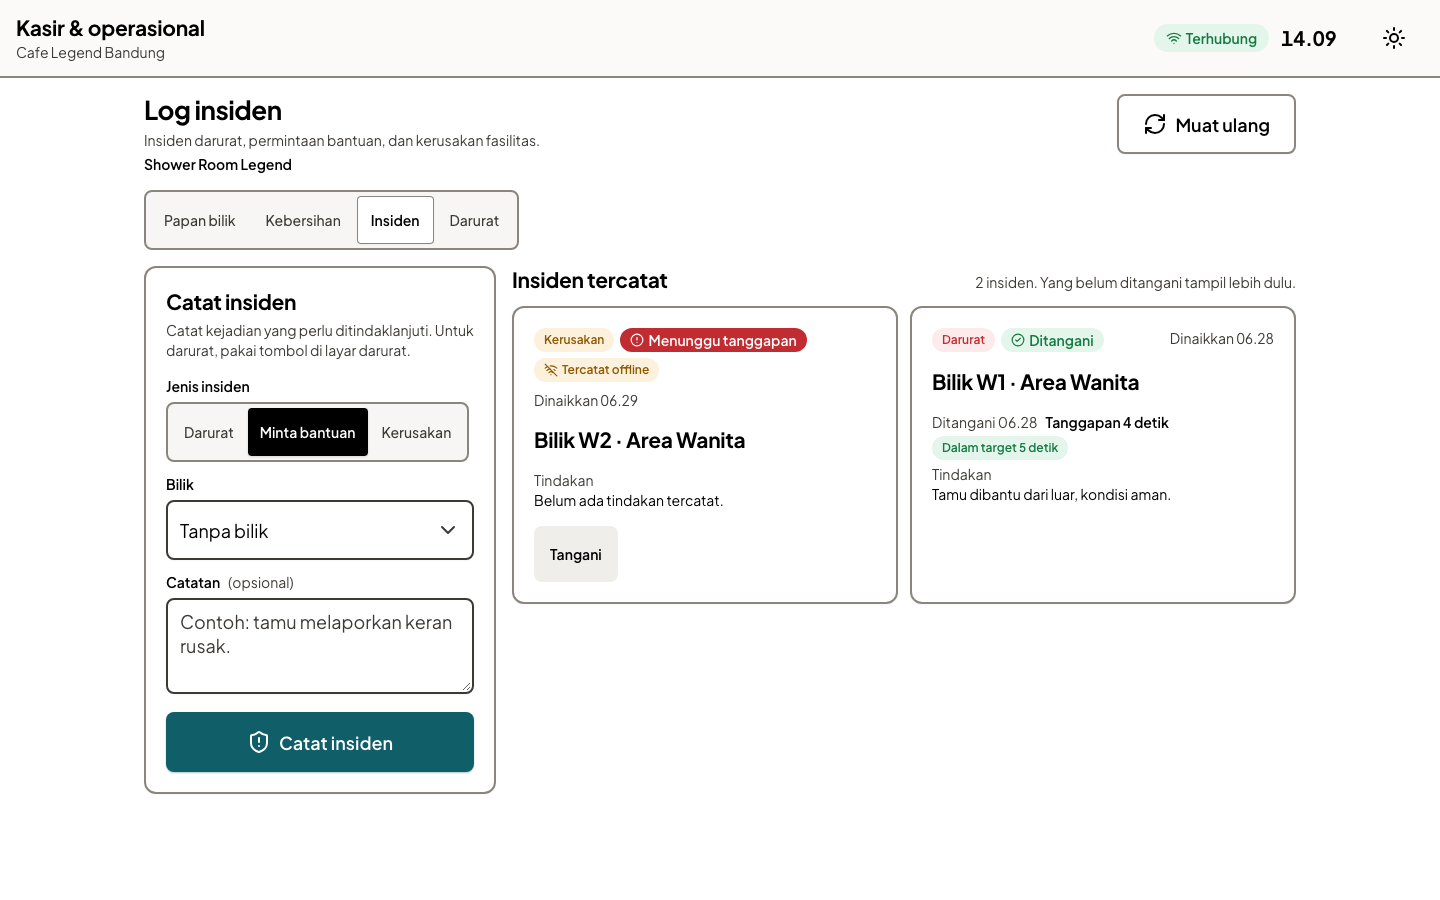 Kasir & operasional
Cafe Legend Bandung
Terhubung
14.09
Log insiden
Insiden darurat, permintaan bantuan, dan kerusakan fasilitas.
Shower Room Legend
Muat ulang
Papan bilik
Kebersihan
Insiden
Darurat
Catat insiden
Catat kejadian yang perlu ditindaklanjuti. Untuk
darurat, pakai tombol di layar darurat.
Jenis insiden
Darurat
Minta bantuan
Kerusakan
Bilik
Tanpa bilik
Catatan (opsional)
Contoh: tamu melaporkan keran
rusak.
Catat insiden
Insiden tercatat
2 insiden. Yang belum ditangani tampil lebih dulu.
Kerusakan
Menunggu tanggapan
Tercatat offline
Dinaikkan 06.29
Bilik W2 · Area Wanita
Tindakan
Belum ada tindakan tercatat.
Tangani
Darurat
Ditangani
Dinaikkan 06.28
Bilik W1 · Area Wanita
Ditangani 06.28 Tanggapan 4 detik
Dalam target 5 detik
Tindakan
Tamu dibantu dari luar, kondisi aman.